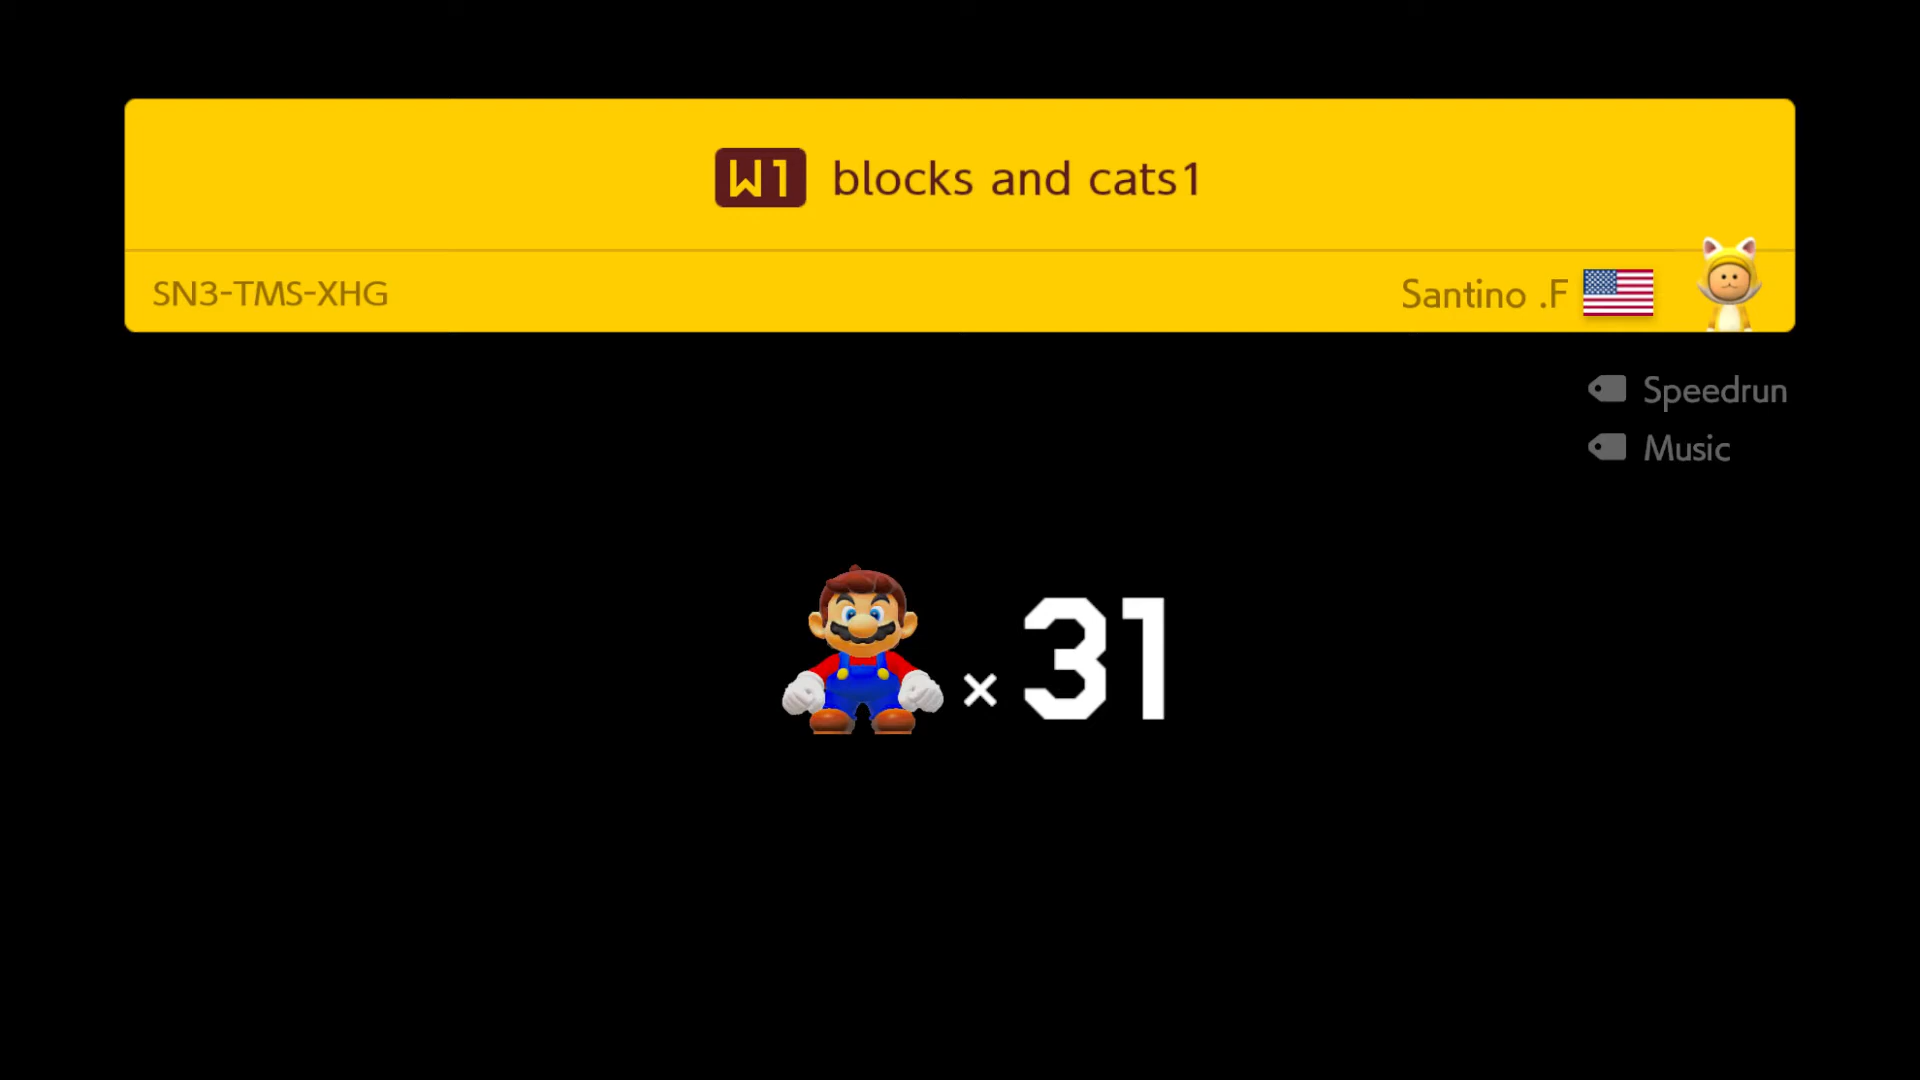 W1 blocks and cats1
SN3-TMS-XHG
Santino .F
Speedrun
Music
× 31